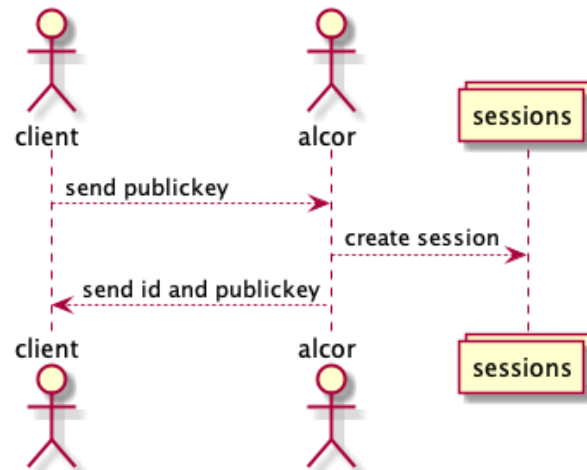 client
alcor
sessions
send publickey
create session
send id and publickey
client
alcor
sessions